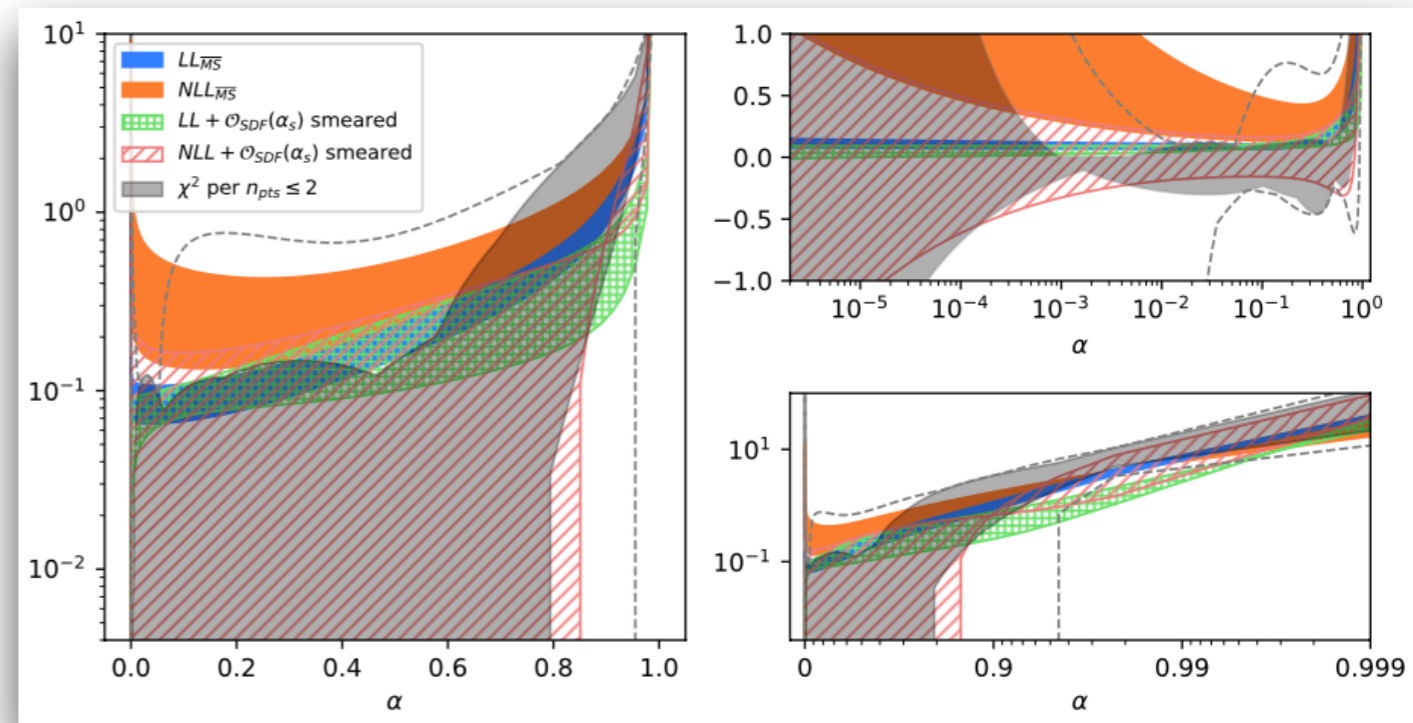 10¹
10⁰
10⁻¹
10⁻²
LL_{\overline{MS}}
NLL_{\overline{MS}}
LL + 𝒪_{SDF}(α_s) smeared
NLL + 𝒪_{SDF}(α_s) smeared
χ² per n_{pts} ≤ 2
0.0 0.2 0.4 0.6 0.8 1.0
α
1.0
0.5
0.0
−0.5
−1.0
10⁻⁵ 10⁻⁴ 10⁻³ 10⁻² 10⁻¹ 10⁰
α
10¹
10⁻¹
0 0.9 0.99 0.999
α